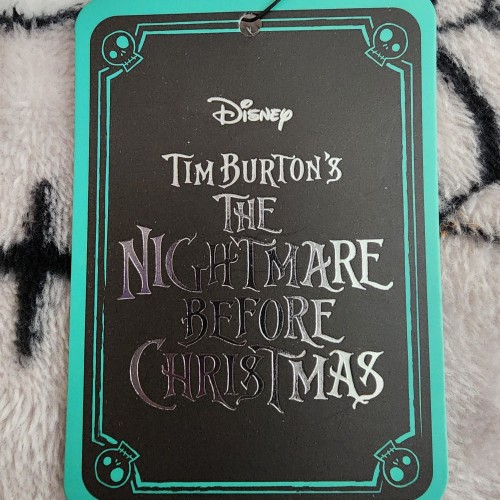 Disney
TIM BURTON'S
THE
NIGHTMARE
BEFORE
CHRISTMAS